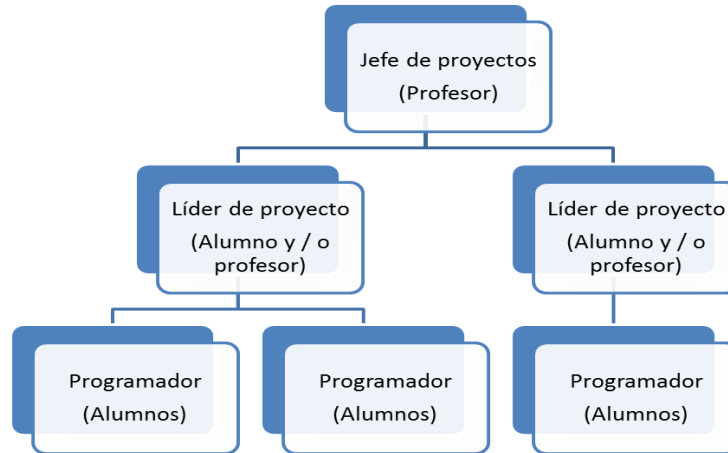 Jefe de proyectos
(Profesor)
Líder de proyecto
(Alumno y / o
profesor)
Líder de proyecto
(Alumno y / o
profesor)
Programador
(Alumnos)
Programador
(Alumnos)
Programador
(Alumnos)